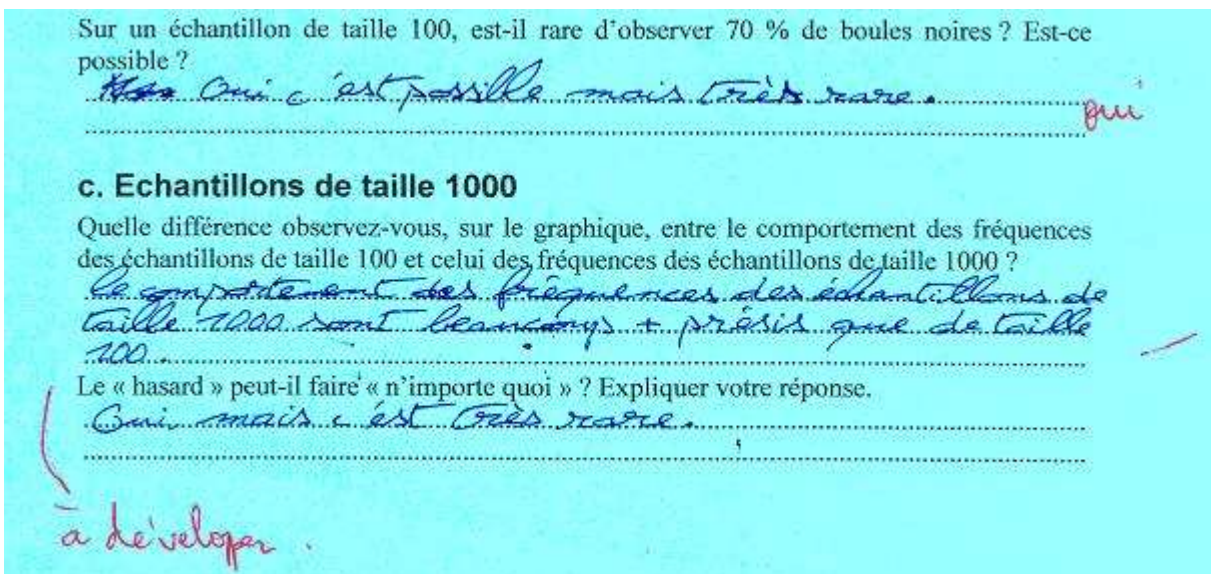 Sur un échantillon de taille 100, est-il rare d'observer 70 % de boules noires ? Est-ce
possible ?
Oui c'est possible mais très rare.
oui
c. Echantillons de taille 1000
Quelle différence observez-vous, sur le graphique, entre le comportement des fréquences
des échantillons de taille 100 et celui des fréquences des échantillons de taille 1000 ?
le comportement des fréquences des échantillons de
taille 1000 sont beaucoups + présis que de taille
100.
Le « hasard » peut-il faire « n'importe quoi » ? Expliquer votre réponse.
Oui mais c'est très rare.
à déveloper.